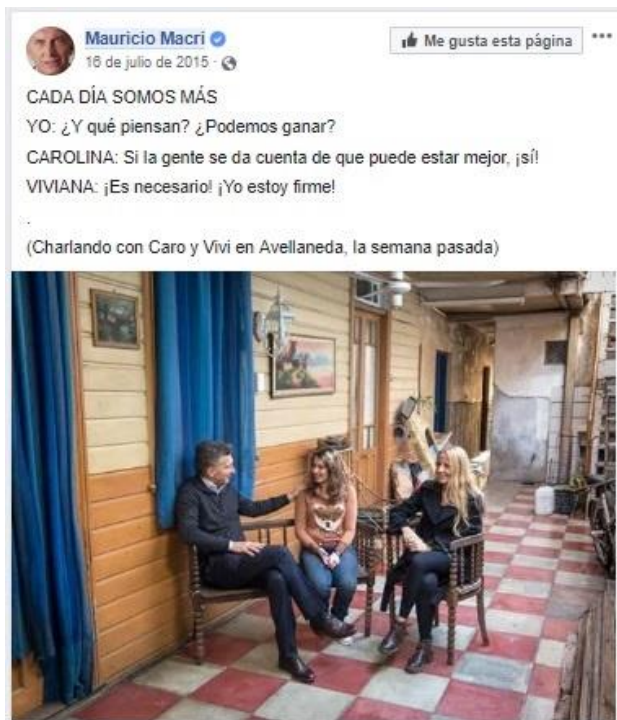 Mauricio Macri
Me gusta esta página
16 de julio de 2015 ·
CADA DÍA SOMOS MÁS
YO: ¿Y qué piensan? ¿Podemos ganar?
CAROLINA: Si la gente se da cuenta de que puede estar mejor, ¡sí!
VIVIANA: ¡Es necesario! ¡Yo estoy firme!
.
(Charlando con Caro y Vivi en Avellaneda, la semana pasada)